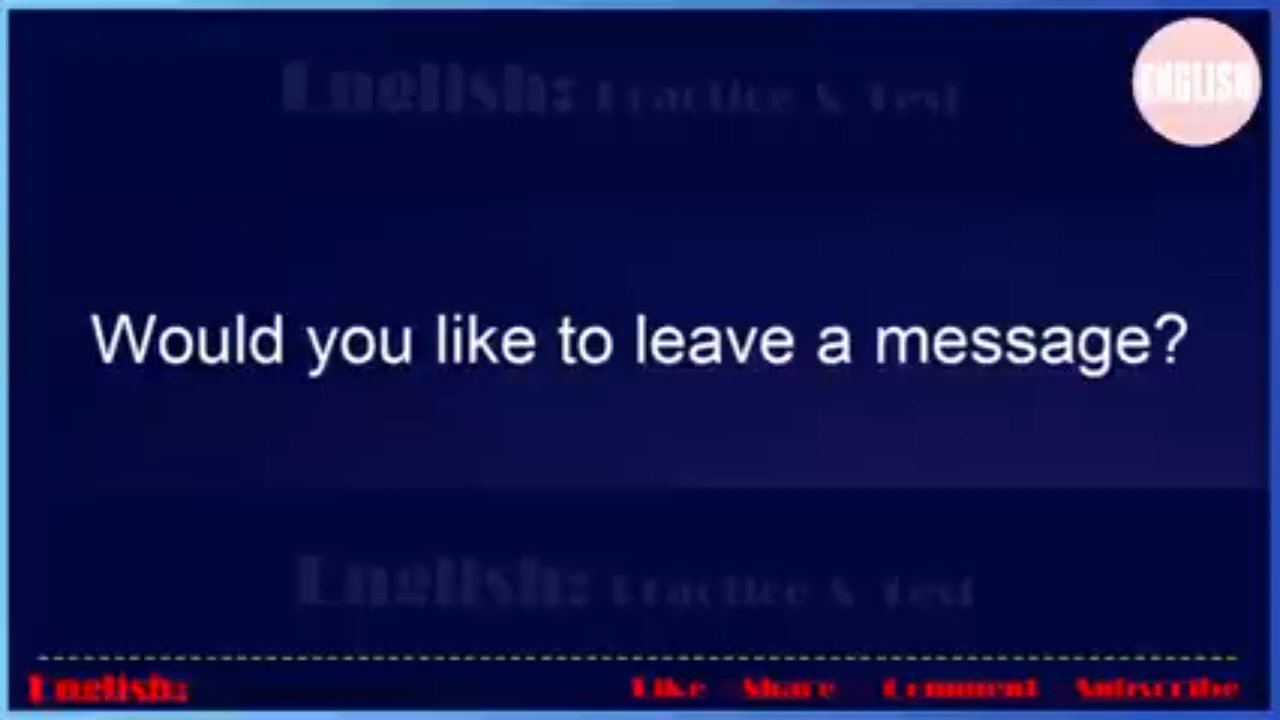 English: Practice & Test
ENGLISH
Would you like to leave a message?
English: Practice & Test
English:
Like Share Comment Subscribe